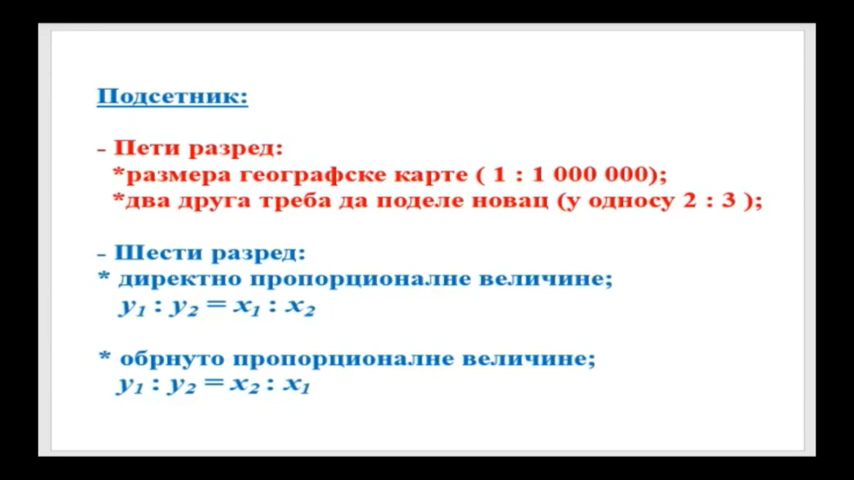 Подсетник:
- Пети разред:
*размера географске карте ( 1 : 1 000 000);
*два друга треба да поделе новац (у односу 2 : 3 );
- Шести разред:
* директно пропорционалне величине;
y₁ : y₂ = x₁ : x₂
* обрнуто пропорционалне величине;
y₁ : y₂ = x₂ : x₁